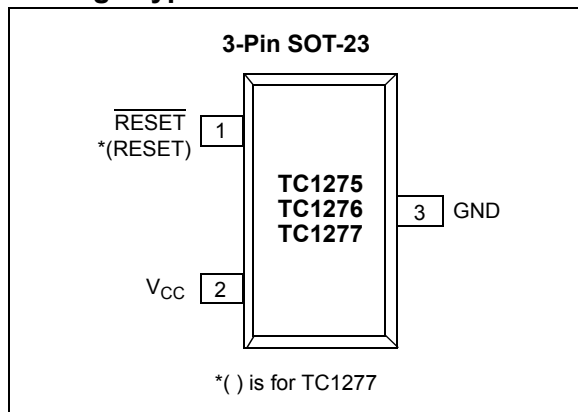 3-Pin SOT-23
RESET
*(RESET)
1
TC1275
TC1276
TC1277
3
GND
VCC
2
*( ) is for TC1277